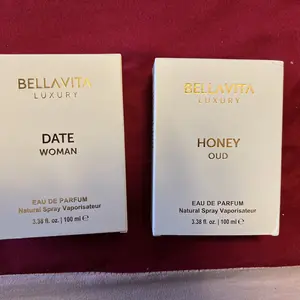 BELLAVITA
LUXURY
DATE
WOMAN
EAU DE PARFUM
Natural Spray Vaporisateur
3.38 fl. oz. | 100 ml ℮
BELLAVITA
LUXURY
HONEY
OUD
EAU DE PARFUM
Natural Spray Vaporisateur
3.38 fl. oz. | 100 ml ℮